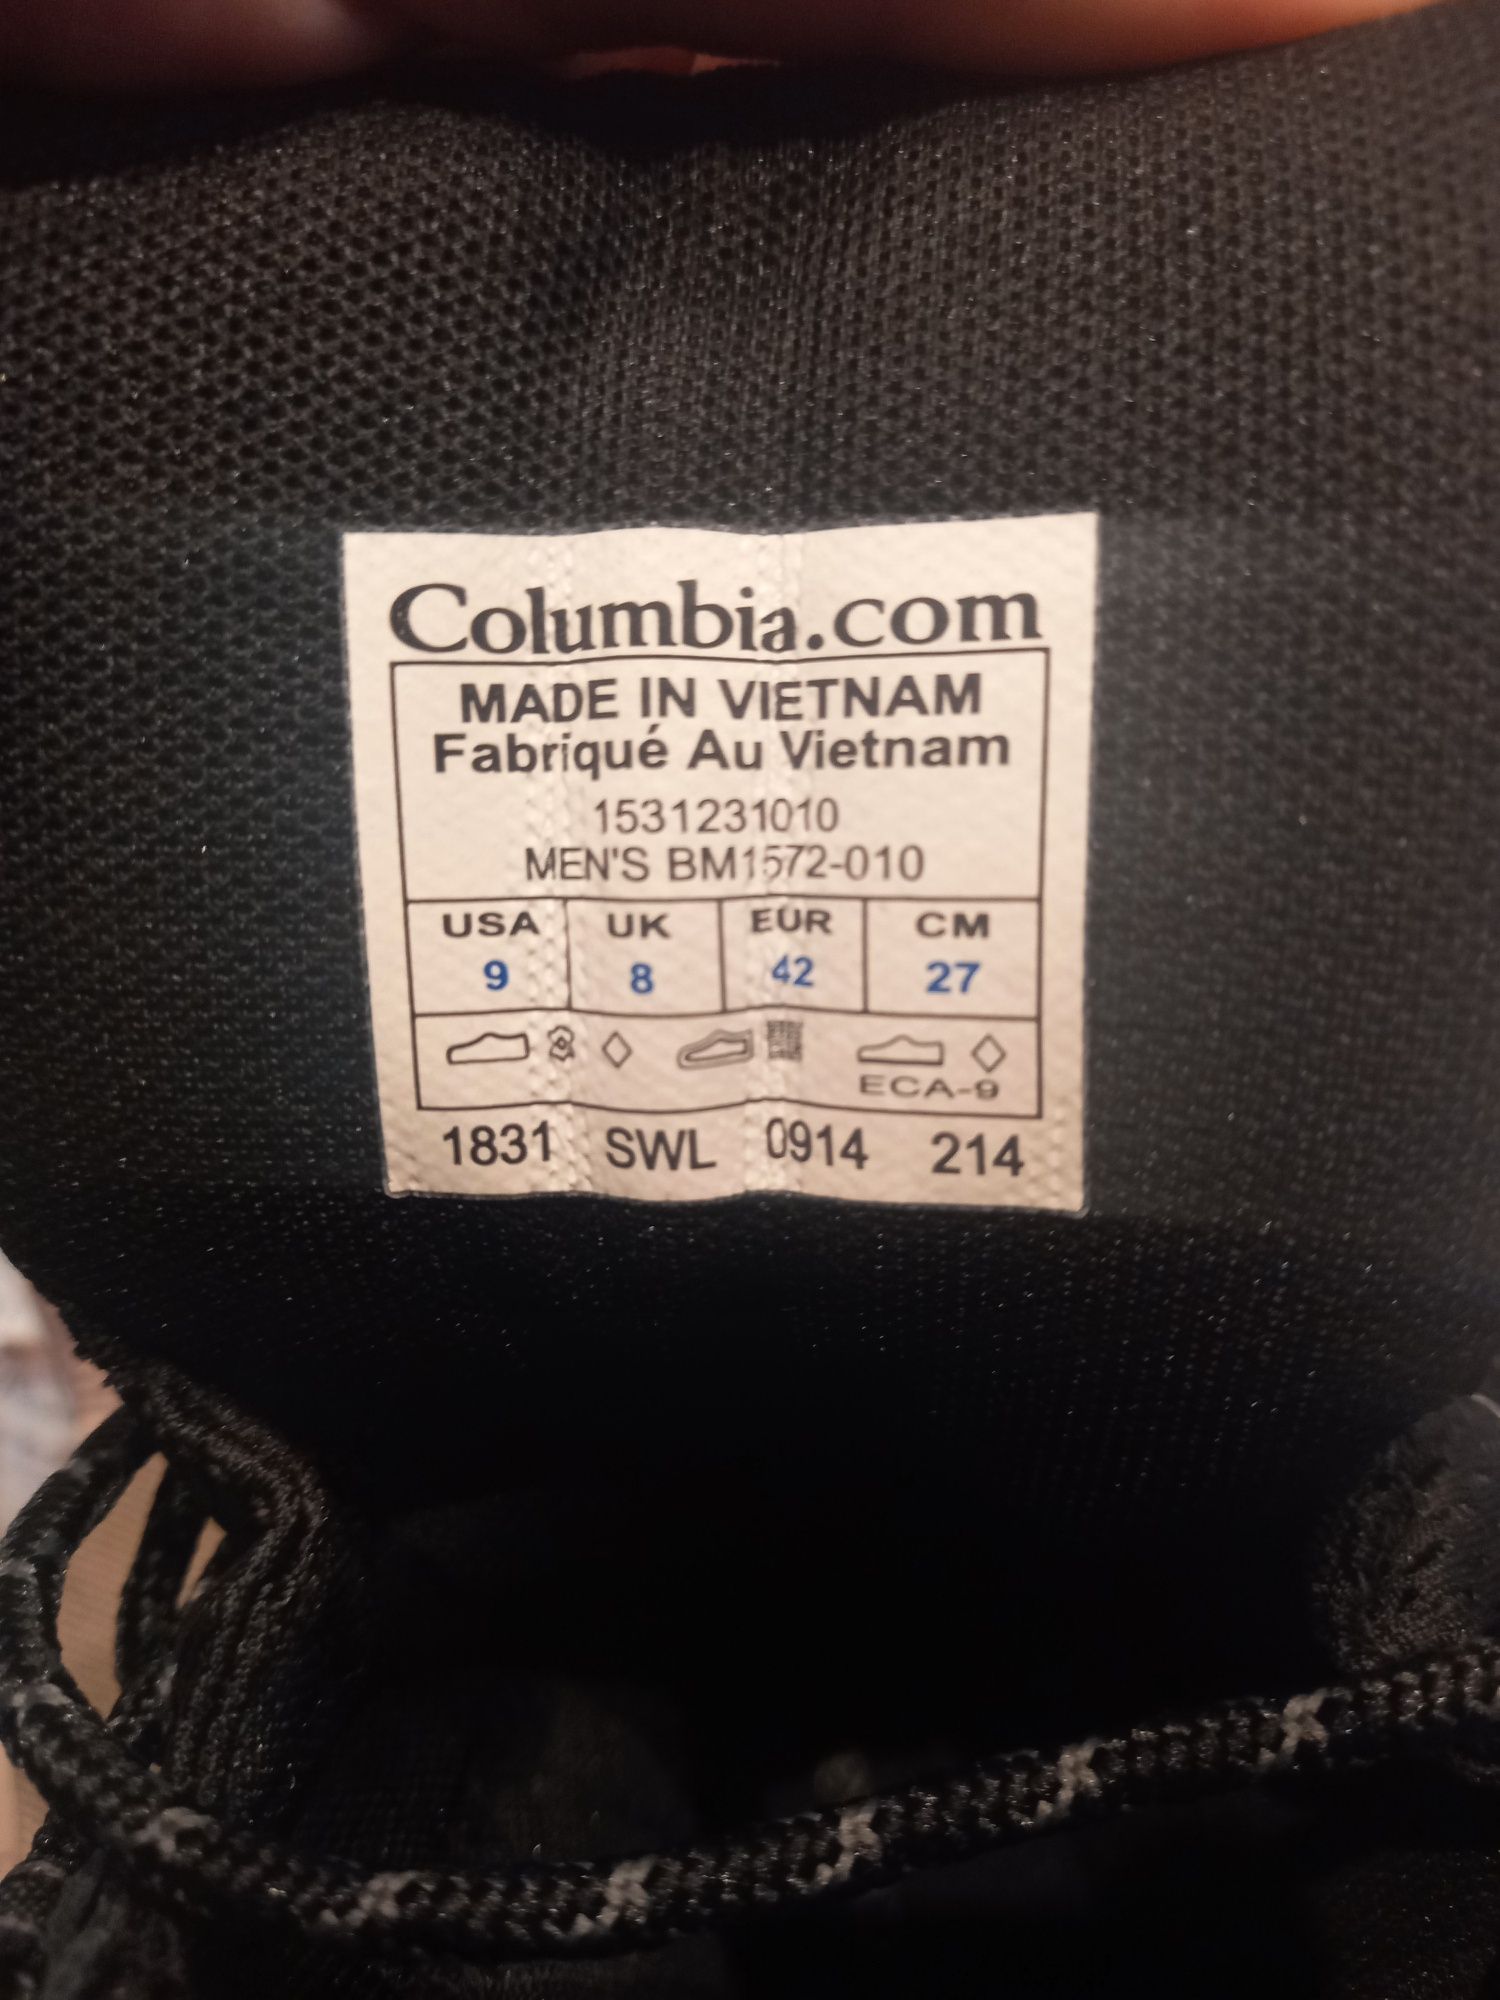 Columbia.com
MADE IN VIETNAM
Fabriqué Au Vietnam
1531231010
MEN'S BM1572-010
USA UK EUR CM
9 8 42 27
ECA-9
1831 SWL 0914 214